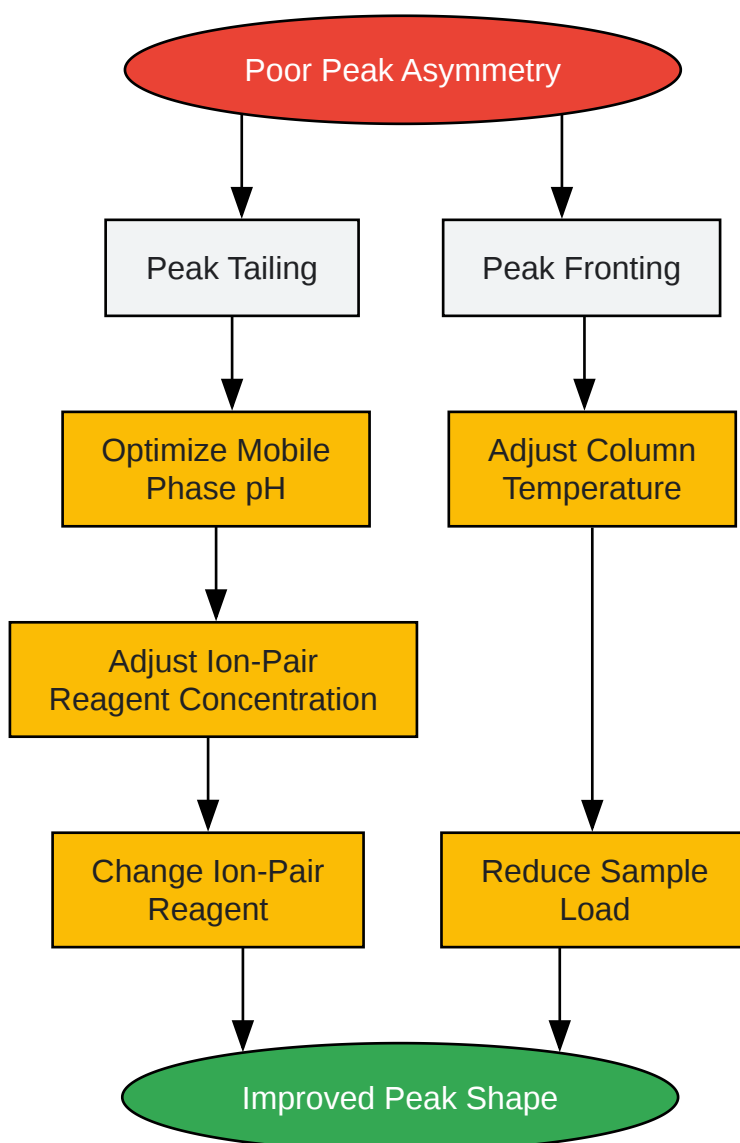 Poor Peak Asymmetry
Peak Tailing
Peak Fronting
Optimize Mobile
Phase pH
Adjust Column
Temperature
Adjust Ion-Pair
Reagent Concentration
Change Ion-Pair
Reagent
Reduce Sample
Load
Improved Peak Shape